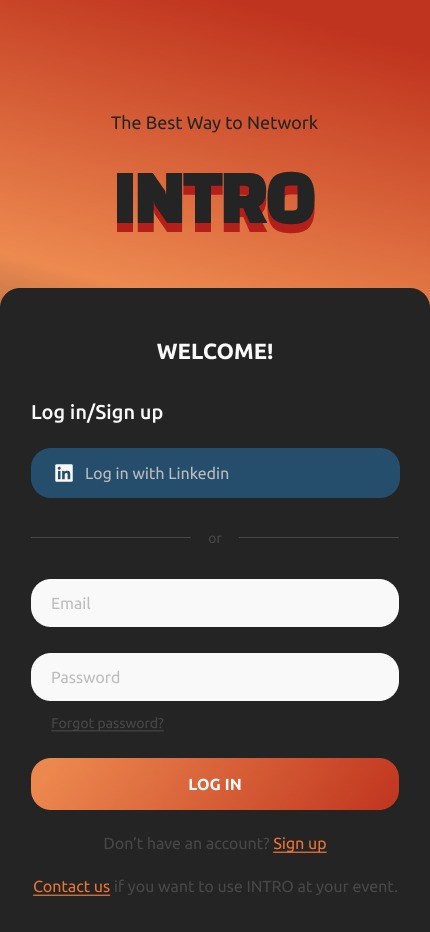 The Best Way to Network
INTRO
WELCOME!
Log in/Sign up
in Log in with Linkedin
or
Email
Password
Forgot password?
LOG IN
Don't have an account? Sign up
Contact us if you want to use INTRO at your event.